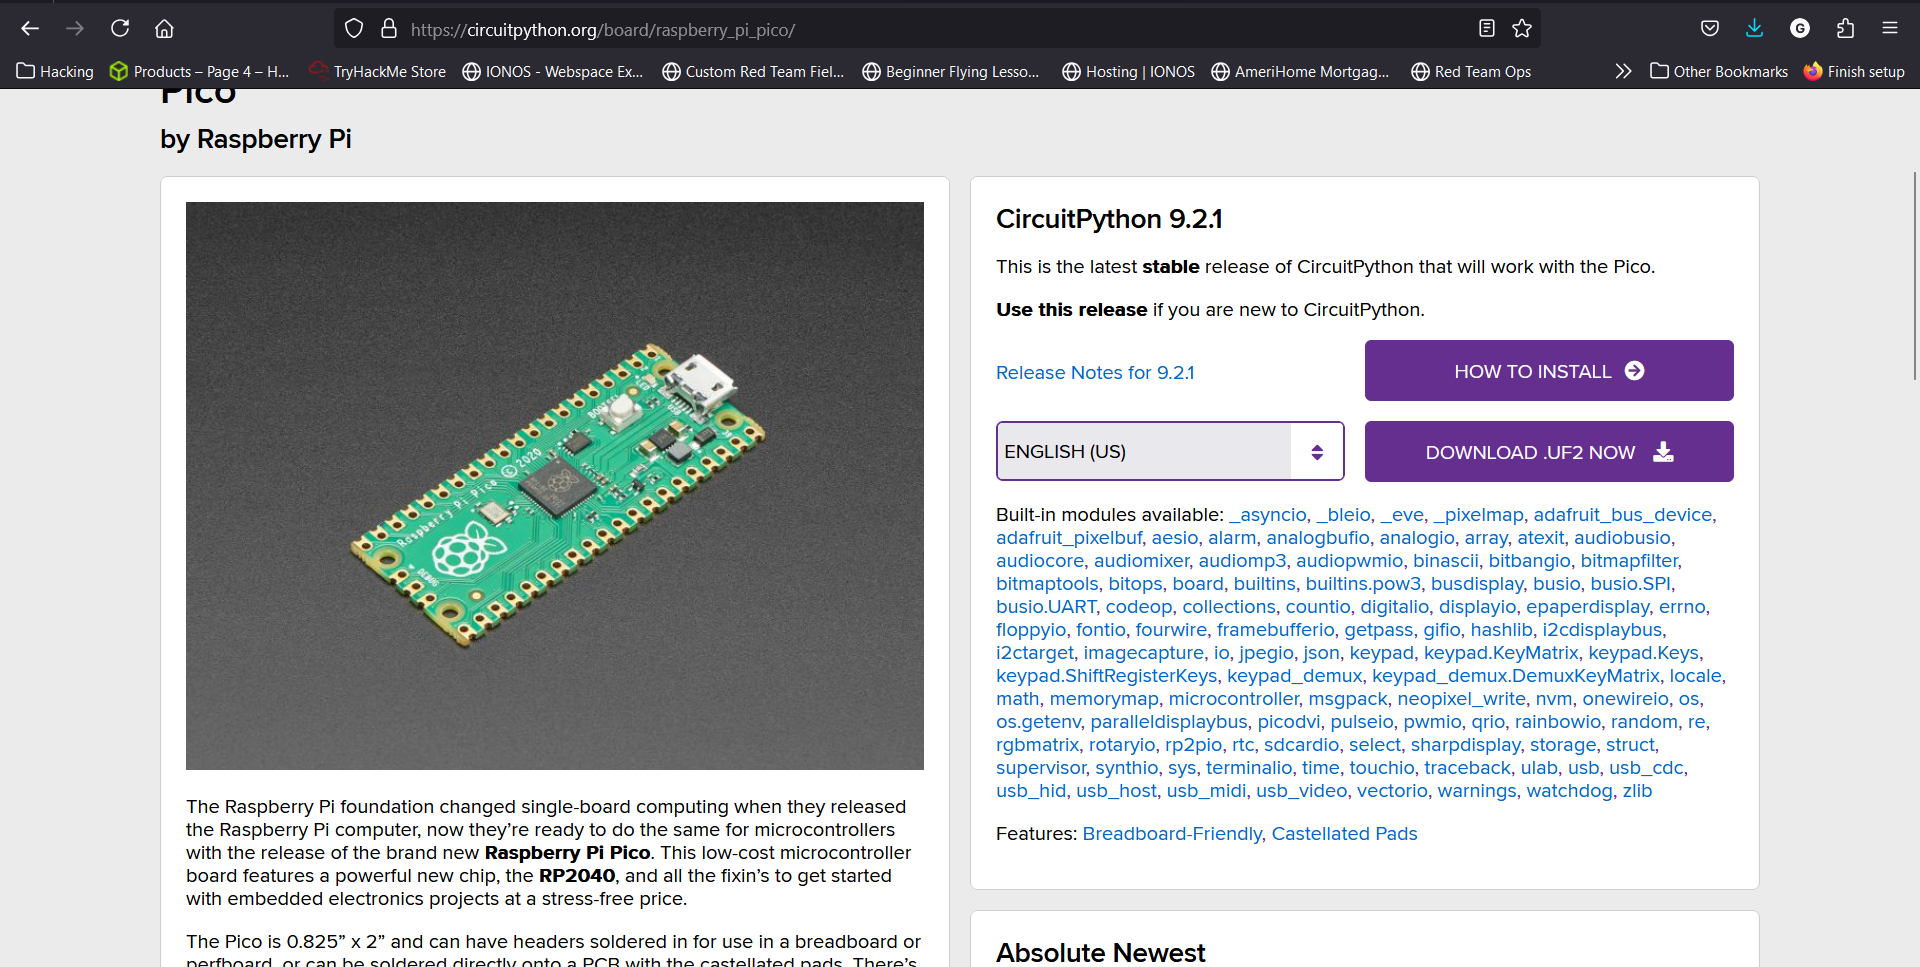 https://circuitpython.org/board/raspberry_pi_pico/
G
Hacking
Products – Page 4 – H...
TryHackMe Store
IONOS - Webspace Ex...
Custom Red Team Fiel...
Beginner Flying Lesso...
Hosting | IONOS
AmeriHome Mortgag...
Red Team Ops
Other Bookmarks
Finish setup
Pico
by Raspberry Pi
Raspberry Pi Pico © 2020
BOOTSEL
LED
USB
DEBUG
The Raspberry Pi foundation changed single-board computing when they released
the Raspberry Pi computer, now they're ready to do the same for microcontrollers
with the release of the brand new Raspberry Pi Pico. This low-cost microcontroller
board features a powerful new chip, the RP2040, and all the fixin's to get started
with embedded electronics projects at a stress-free price.
The Pico is 0.825" x 2" and can have headers soldered in for use in a breadboard or
perfboard, or can be soldered directly onto a PCB with the castellated pads. There's
CircuitPython 9.2.1
This is the latest stable release of CircuitPython that will work with the Pico.
Use this release if you are new to CircuitPython.
Release Notes for 9.2.1
HOW TO INSTALL
ENGLISH (US)
DOWNLOAD .UF2 NOW
Built-in modules available: _asyncio, _bleio, _eve, _pixelmap, adafruit_bus_device,
adafruit_pixelbuf, aesio, alarm, analogbufio, analogio, array, atexit, audiobusio,
audiocore, audiomixer, audiomp3, audiopwmio, binascii, bitbangio, bitmapfilter,
bitmaptools, bitops, board, builtins, builtins.pow3, busdisplay, busio, busio.SPI,
busio.UART, codeop, collections, countio, digitalio, displayio, epaperdisplay, errno,
floppyio, fontio, fourwire, framebufferio, getpass, gifio, hashlib, i2cdisplaybus,
i2ctarget, imagecapture, io, jpegio, json, keypad, keypad.KeyMatrix, keypad.Keys,
keypad.ShiftRegisterKeys, keypad_demux, keypad_demux.DemuxKeyMatrix, locale,
math, memorymap, microcontroller, msgpack, neopixel_write, nvm, onewireio, os,
os.getenv, paralleldisplaybus, picodvi, pulseio, pwmio, qrio, rainbowio, random, re,
rgbmatrix, rotaryio, rp2pio, rtc, sdcardio, select, sharpdisplay, storage, struct,
supervisor, synthio, sys, terminalio, time, touchio, traceback, ulab, usb, usb_cdc,
usb_hid, usb_host, usb_midi, usb_video, vectorio, warnings, watchdog, zlib
Features: Breadboard-Friendly, Castellated Pads
Absolute Newest